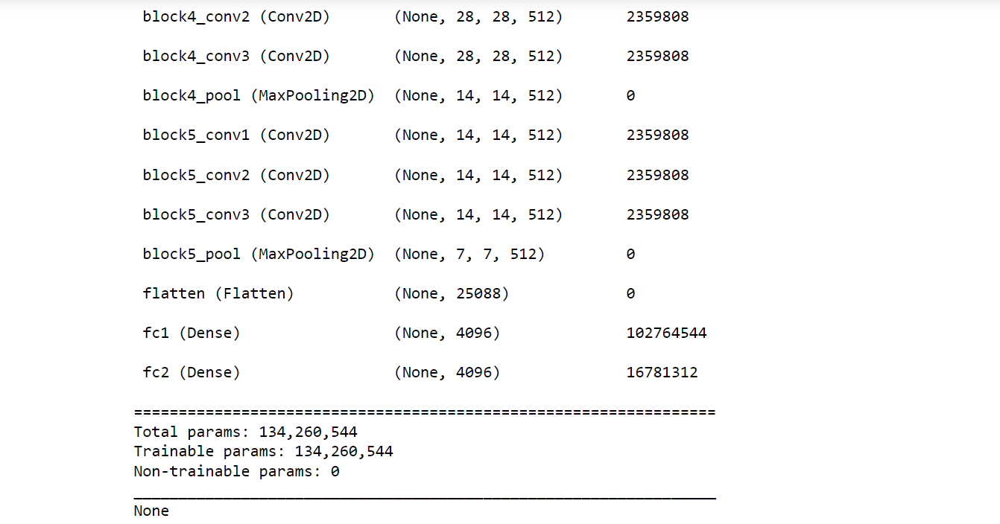 block4_conv2 (Conv2D) (None, 28, 28, 512) 2359808
block4_conv3 (Conv2D) (None, 28, 28, 512) 2359808
block4_pool (MaxPooling2D) (None, 14, 14, 512) 0
block5_conv1 (Conv2D) (None, 14, 14, 512) 2359808
block5_conv2 (Conv2D) (None, 14, 14, 512) 2359808
block5_conv3 (Conv2D) (None, 14, 14, 512) 2359808
block5_pool (MaxPooling2D) (None, 7, 7, 512) 0
flatten (Flatten) (None, 25088) 0
fc1 (Dense) (None, 4096) 102764544
fc2 (Dense) (None, 4096) 16781312
=================================================================
Total params: 134,260,544
Trainable params: 134,260,544
Non-trainable params: 0
_________________________________________________________________
None